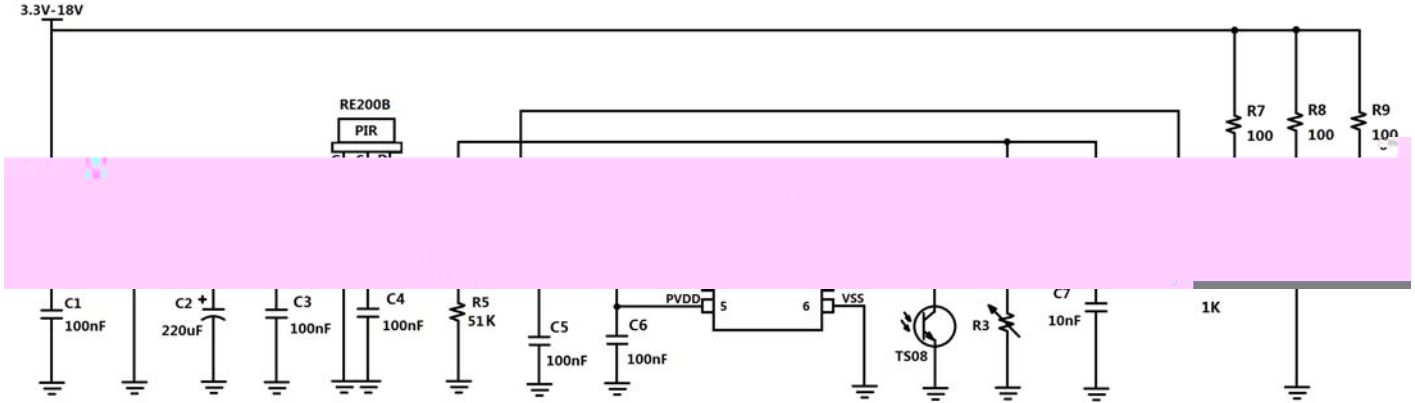 3.3V-18V
RE200B
PIR
R7
100
R8
100
R9
100
C1
100nF
C2
220uF
C3
100nF
C4
100nF
R5
51K
C5
100nF
C6
100nF
PVDD
5
6
VSS
TS08
R3
C7
10nF
1K